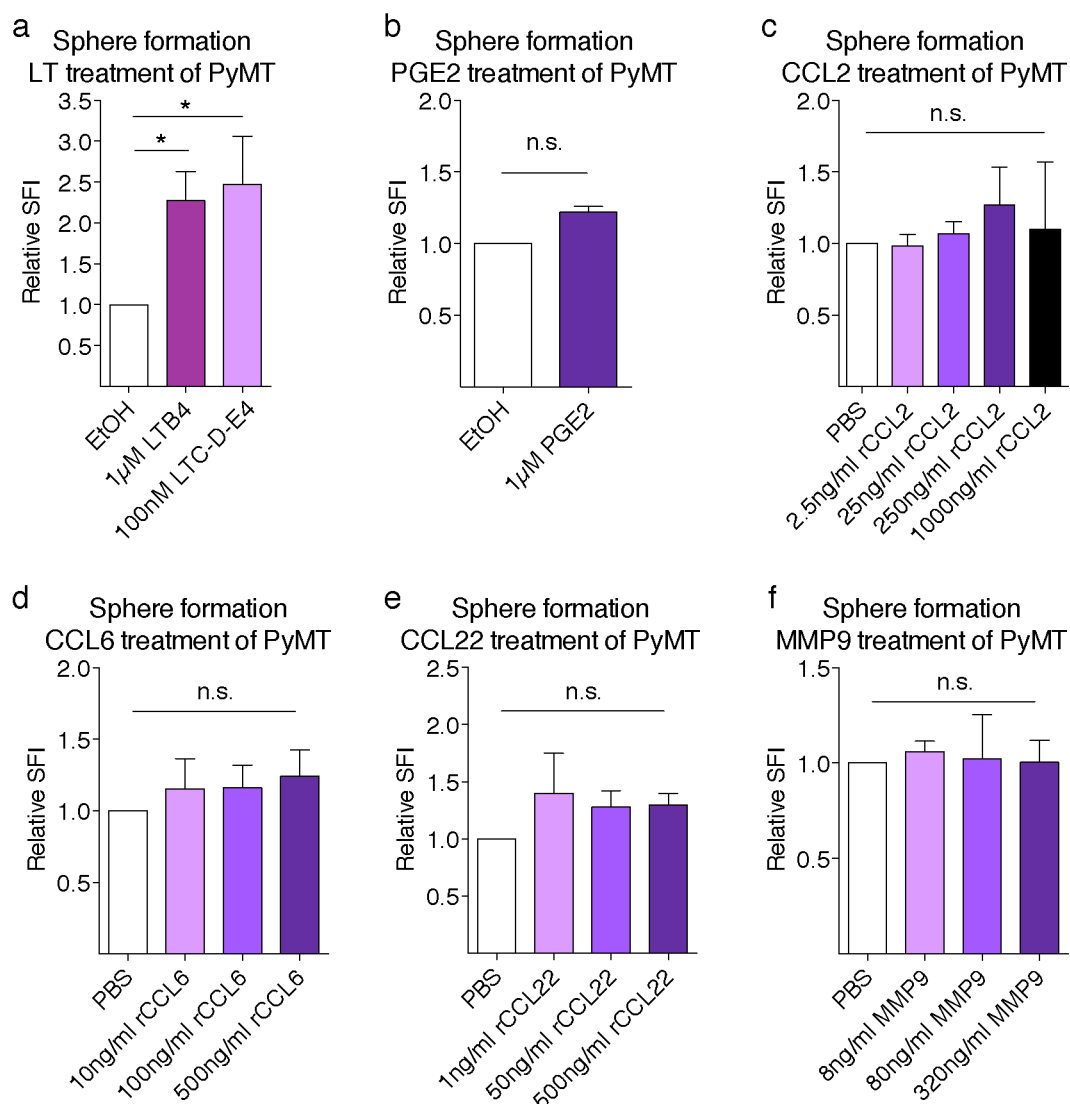 a
Sphere formation
LT treatment of PyMT
Relative SFI
3.5
3.0
2.5
2.0
1.5
1.0
0.5
*
*
EtOH
1µM LTB4
100nM LTC-D-E4
b
Sphere formation
PGE2 treatment of PyMT
Relative SFI
2.0
1.5
1.0
0.5
n.s.
EtOH
1µM PGE2
c
Sphere formation
CCL2 treatment of PyMT
Relative SFI
2.0
1.5
1.0
0.5
n.s.
PBS
2.5ng/ml rCCL2
25ng/ml rCCL2
250ng/ml rCCL2
1000ng/ml rCCL2
d
Sphere formation
CCL6 treatment of PyMT
Relative SFI
2.0
1.5
1.0
0.5
n.s.
PBS
10ng/ml rCCL6
100ng/ml rCCL6
500ng/ml rCCL6
e
Sphere formation
CCL22 treatment of PyMT
Relative SFI
2.5
2.0
1.5
1.0
0.5
n.s.
PBS
1ng/ml rCCL22
50ng/ml rCCL22
500ng/ml rCCL22
f
Sphere formation
MMP9 treatment of PyMT
Relative SFI
1.5
1.0
0.5
n.s.
PBS
8ng/ml MMP9
80ng/ml MMP9
320ng/ml MMP9